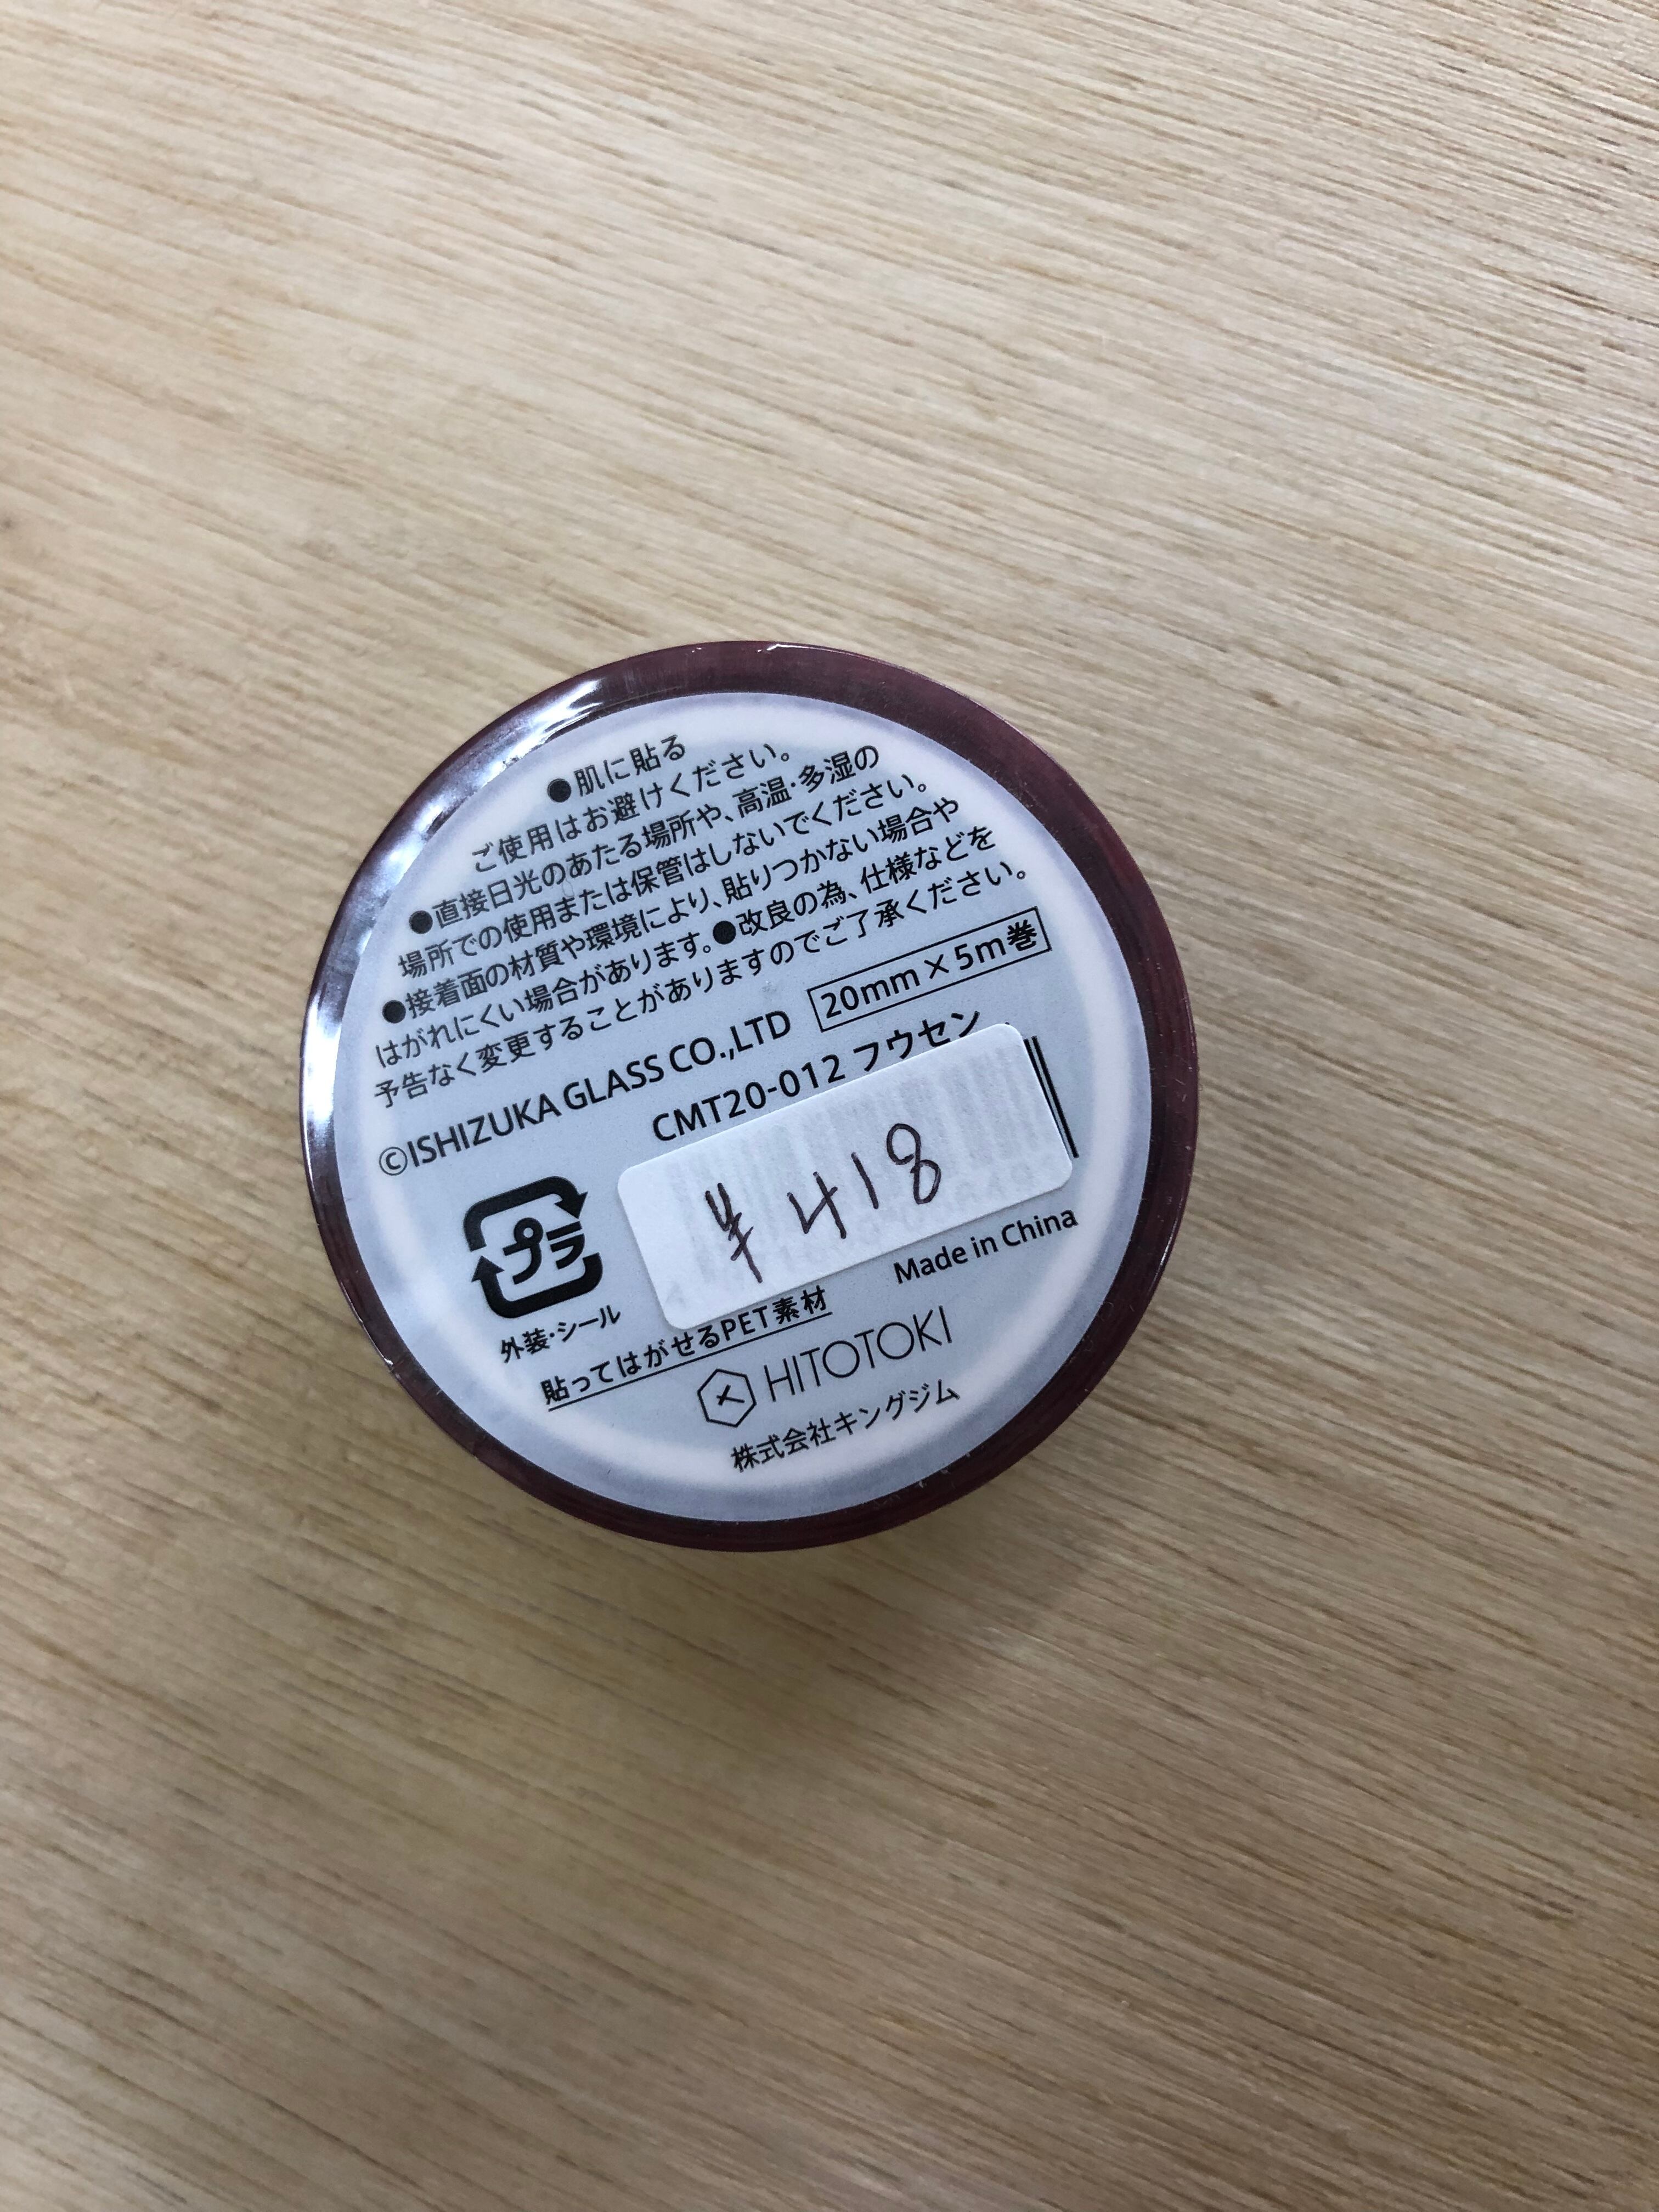 ●肌に貼る
ご使用はお避けください。
●直接日光のあたる場所や、高温・多湿の
場所での使用または保管はしないでください。
●接着面の材質や環境により、貼りつかない場合や
はがれにくい場合があります。●改良の為、仕様などを
予告なく変更することがありますのでご了承ください。
©ISHIZUKA GLASS CO.,LTD 20mm×5m巻
CMT20-012 フウセン
¥418
プラ
外装・シール
Made in China
貼ってはがせるPET素材
HITOTOKI
株式会社キングジム